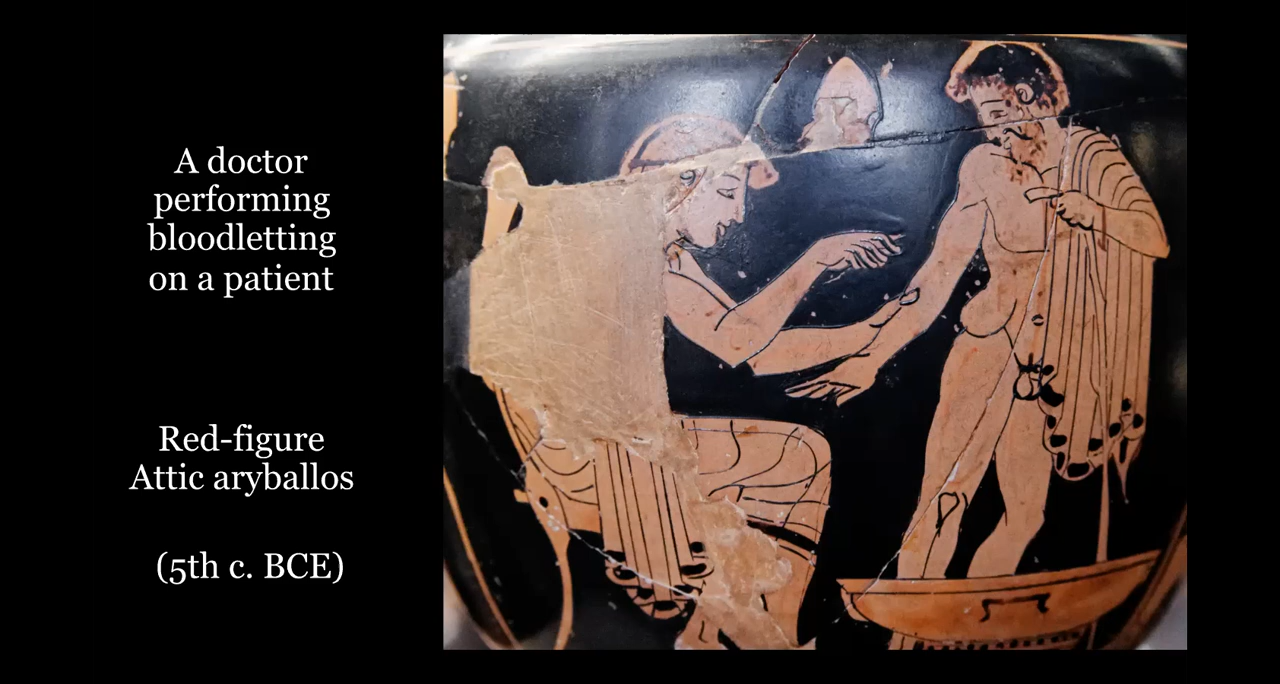 A doctor
performing
bloodletting
on a patient
Red-figure
Attic aryballos
(5th c. BCE)